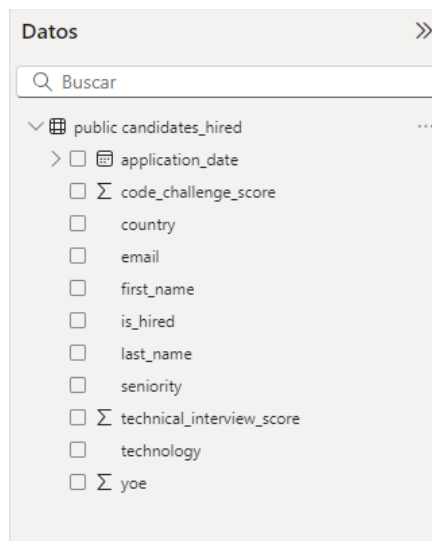 Datos
Buscar
public candidates_hired
application_date
code_challenge_score
country
email
first_name
is_hired
last_name
seniority
technical_interview_score
technology
yoe